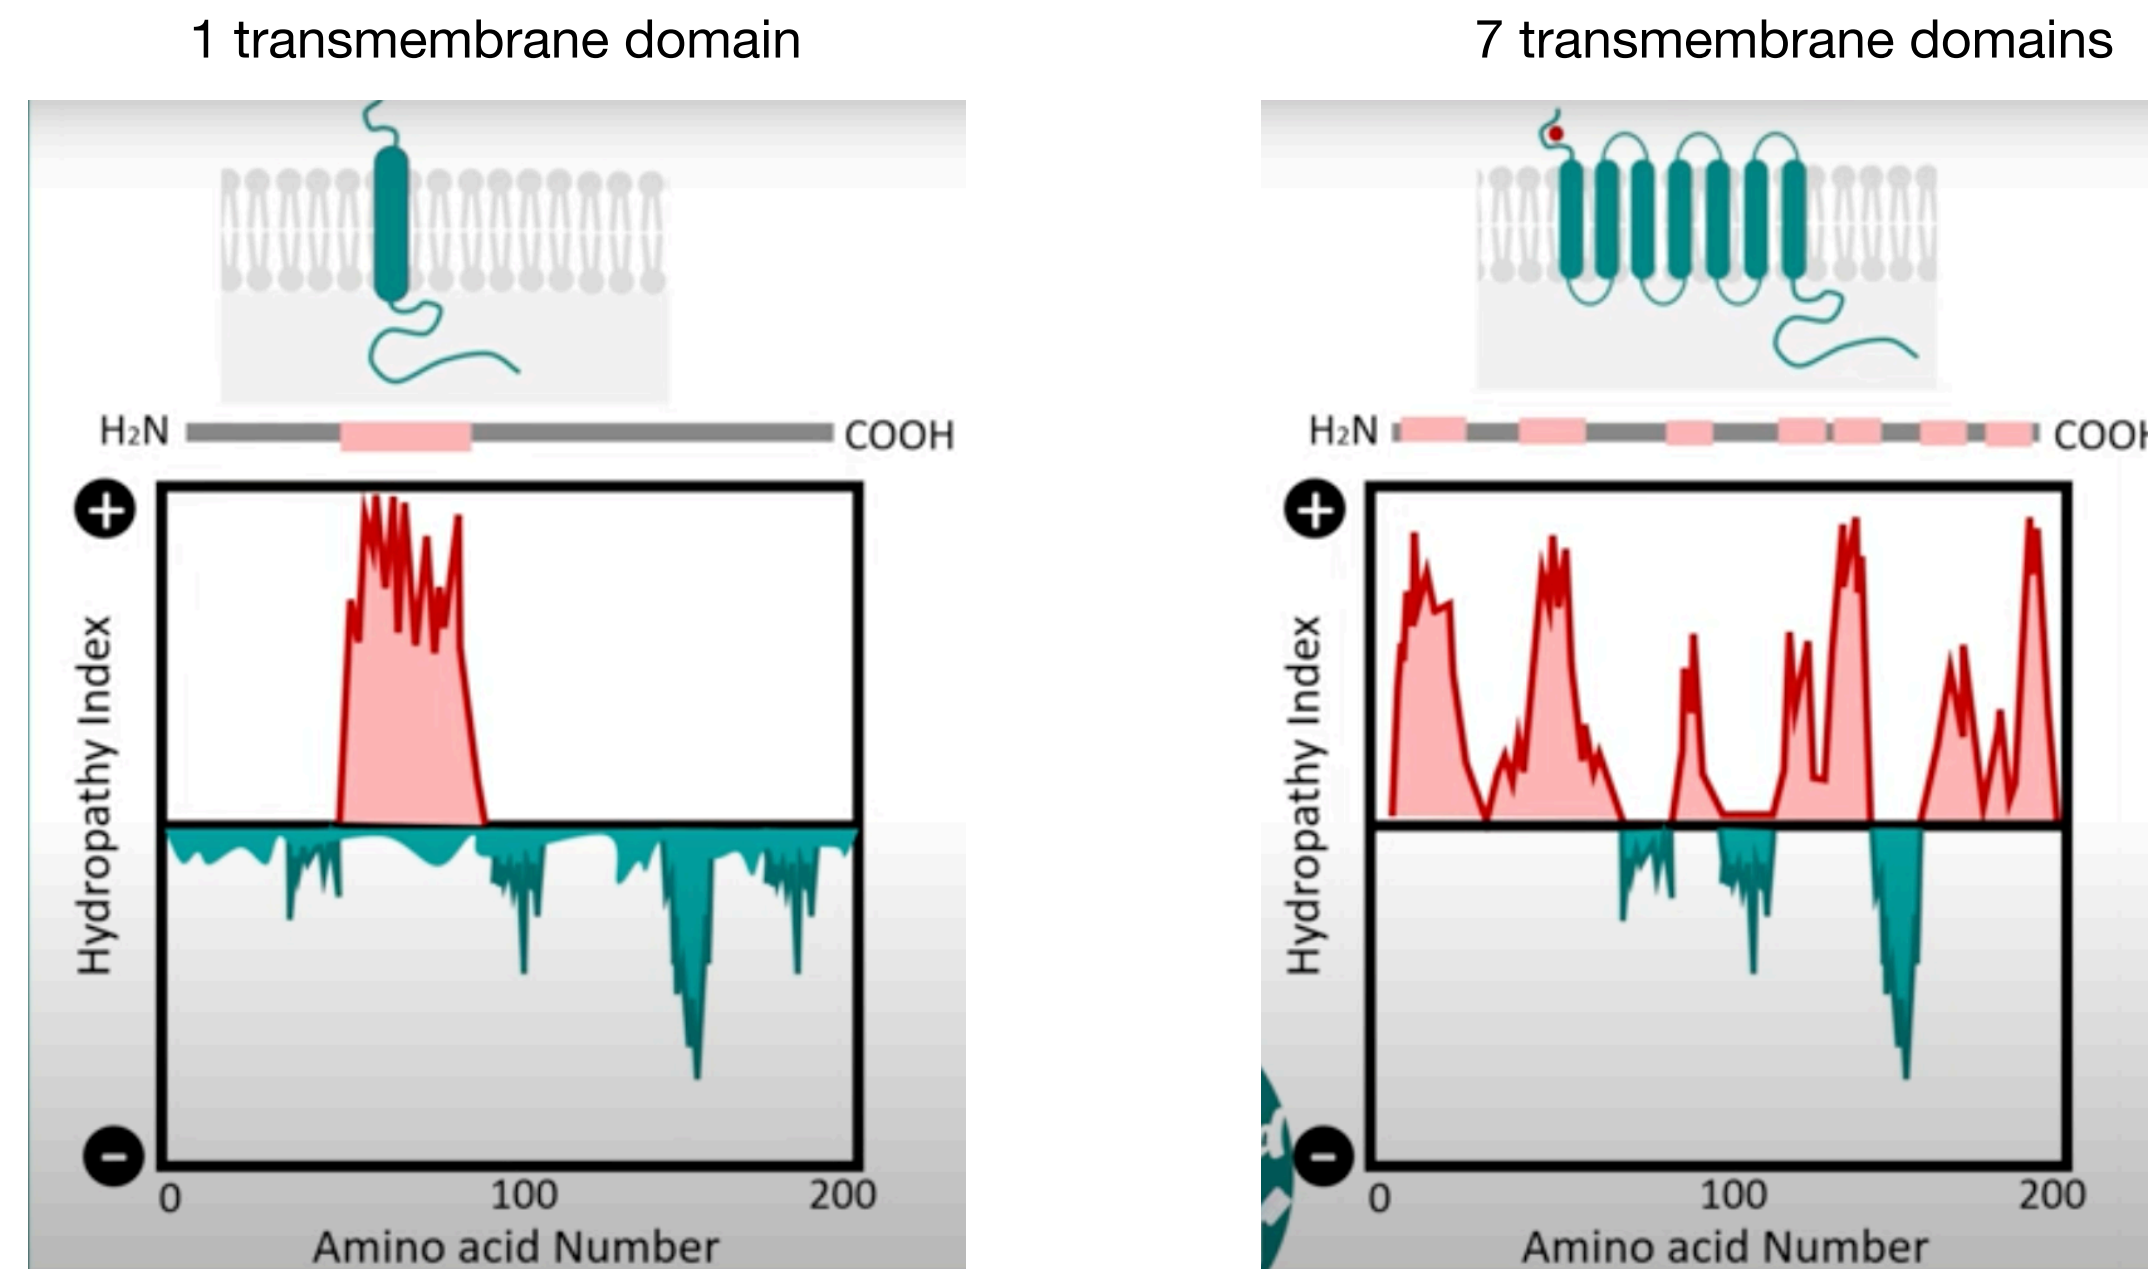 1 transmembrane domain
H₂N
COOH
+
Hydropathy Index
-
0 100 200
Amino acid Number
7 transmembrane domains
H₂N
COOH
+
Hydropathy Index
-
0 100 200
Amino acid Number